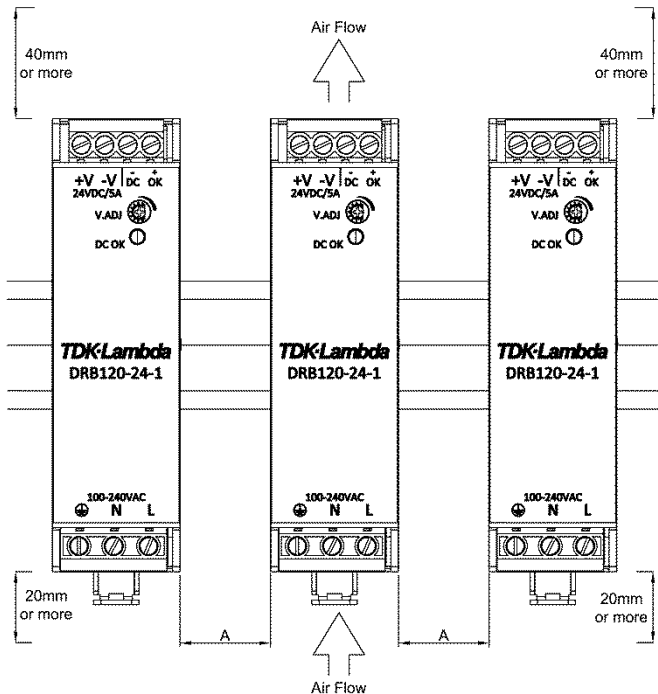 Air Flow
40mm
or more
40mm
or more
+V -V DC OK
- +
24VDC/5A
V.ADJ
DC OK
TDK·Lambda
DRB120-24-1
100-240VAC
N L
+V -V DC OK
- +
24VDC/5A
V.ADJ
DC OK
TDK·Lambda
DRB120-24-1
100-240VAC
N L
+V -V DC OK
- +
24VDC/5A
V.ADJ
DC OK
TDK·Lambda
DRB120-24-1
100-240VAC
N L
20mm
or more
A
A
20mm
or more
Air Flow